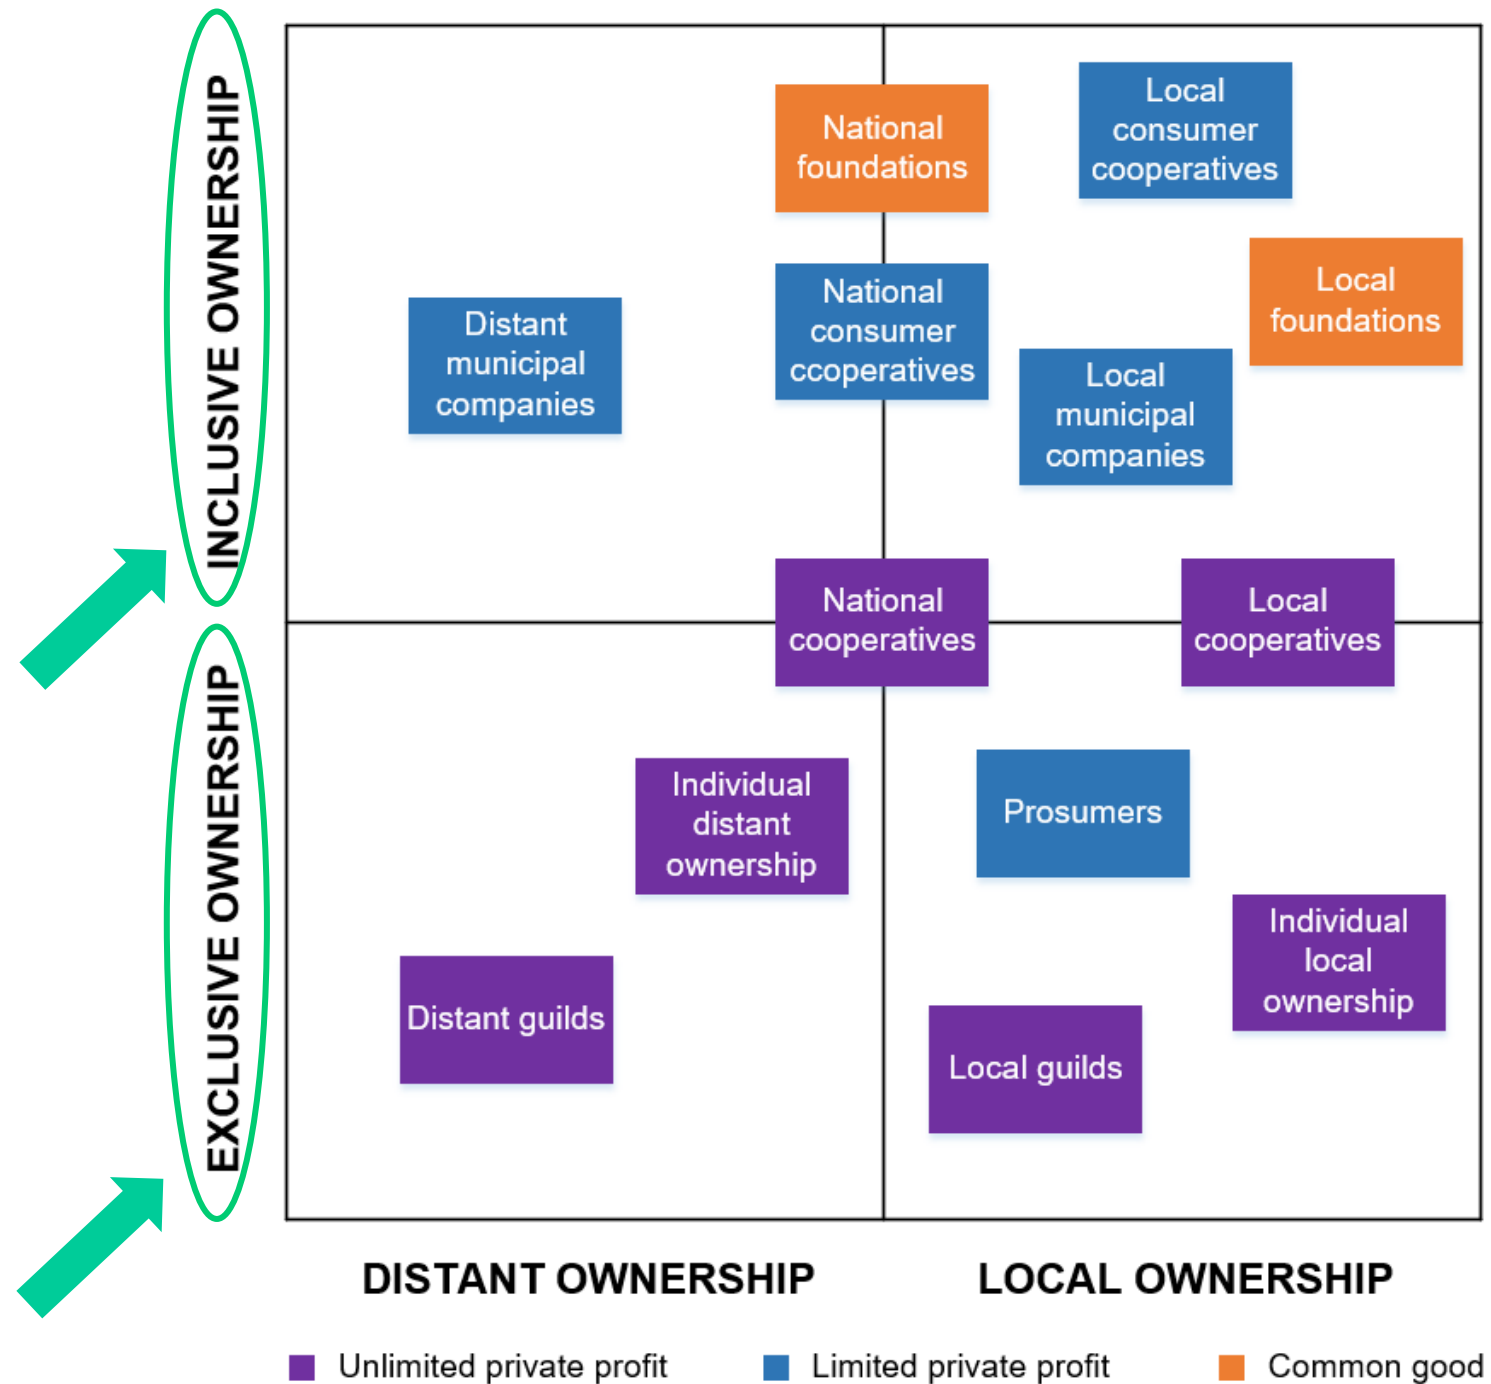 INCLUSIVE OWNERSHIP
National
foundations
Local
consumer
cooperatives
Distant
municipal
companies
National
consumer
ccoperatives
Local
foundations
Local
municipal
companies
National
cooperatives
Local
cooperatives
EXCLUSIVE OWNERSHIP
Individual
distant
ownership
Prosumers
Distant guilds
Individual
local
ownership
Local guilds
DISTANT OWNERSHIP
LOCAL OWNERSHIP
Unlimited private profit
Limited private profit
Common good